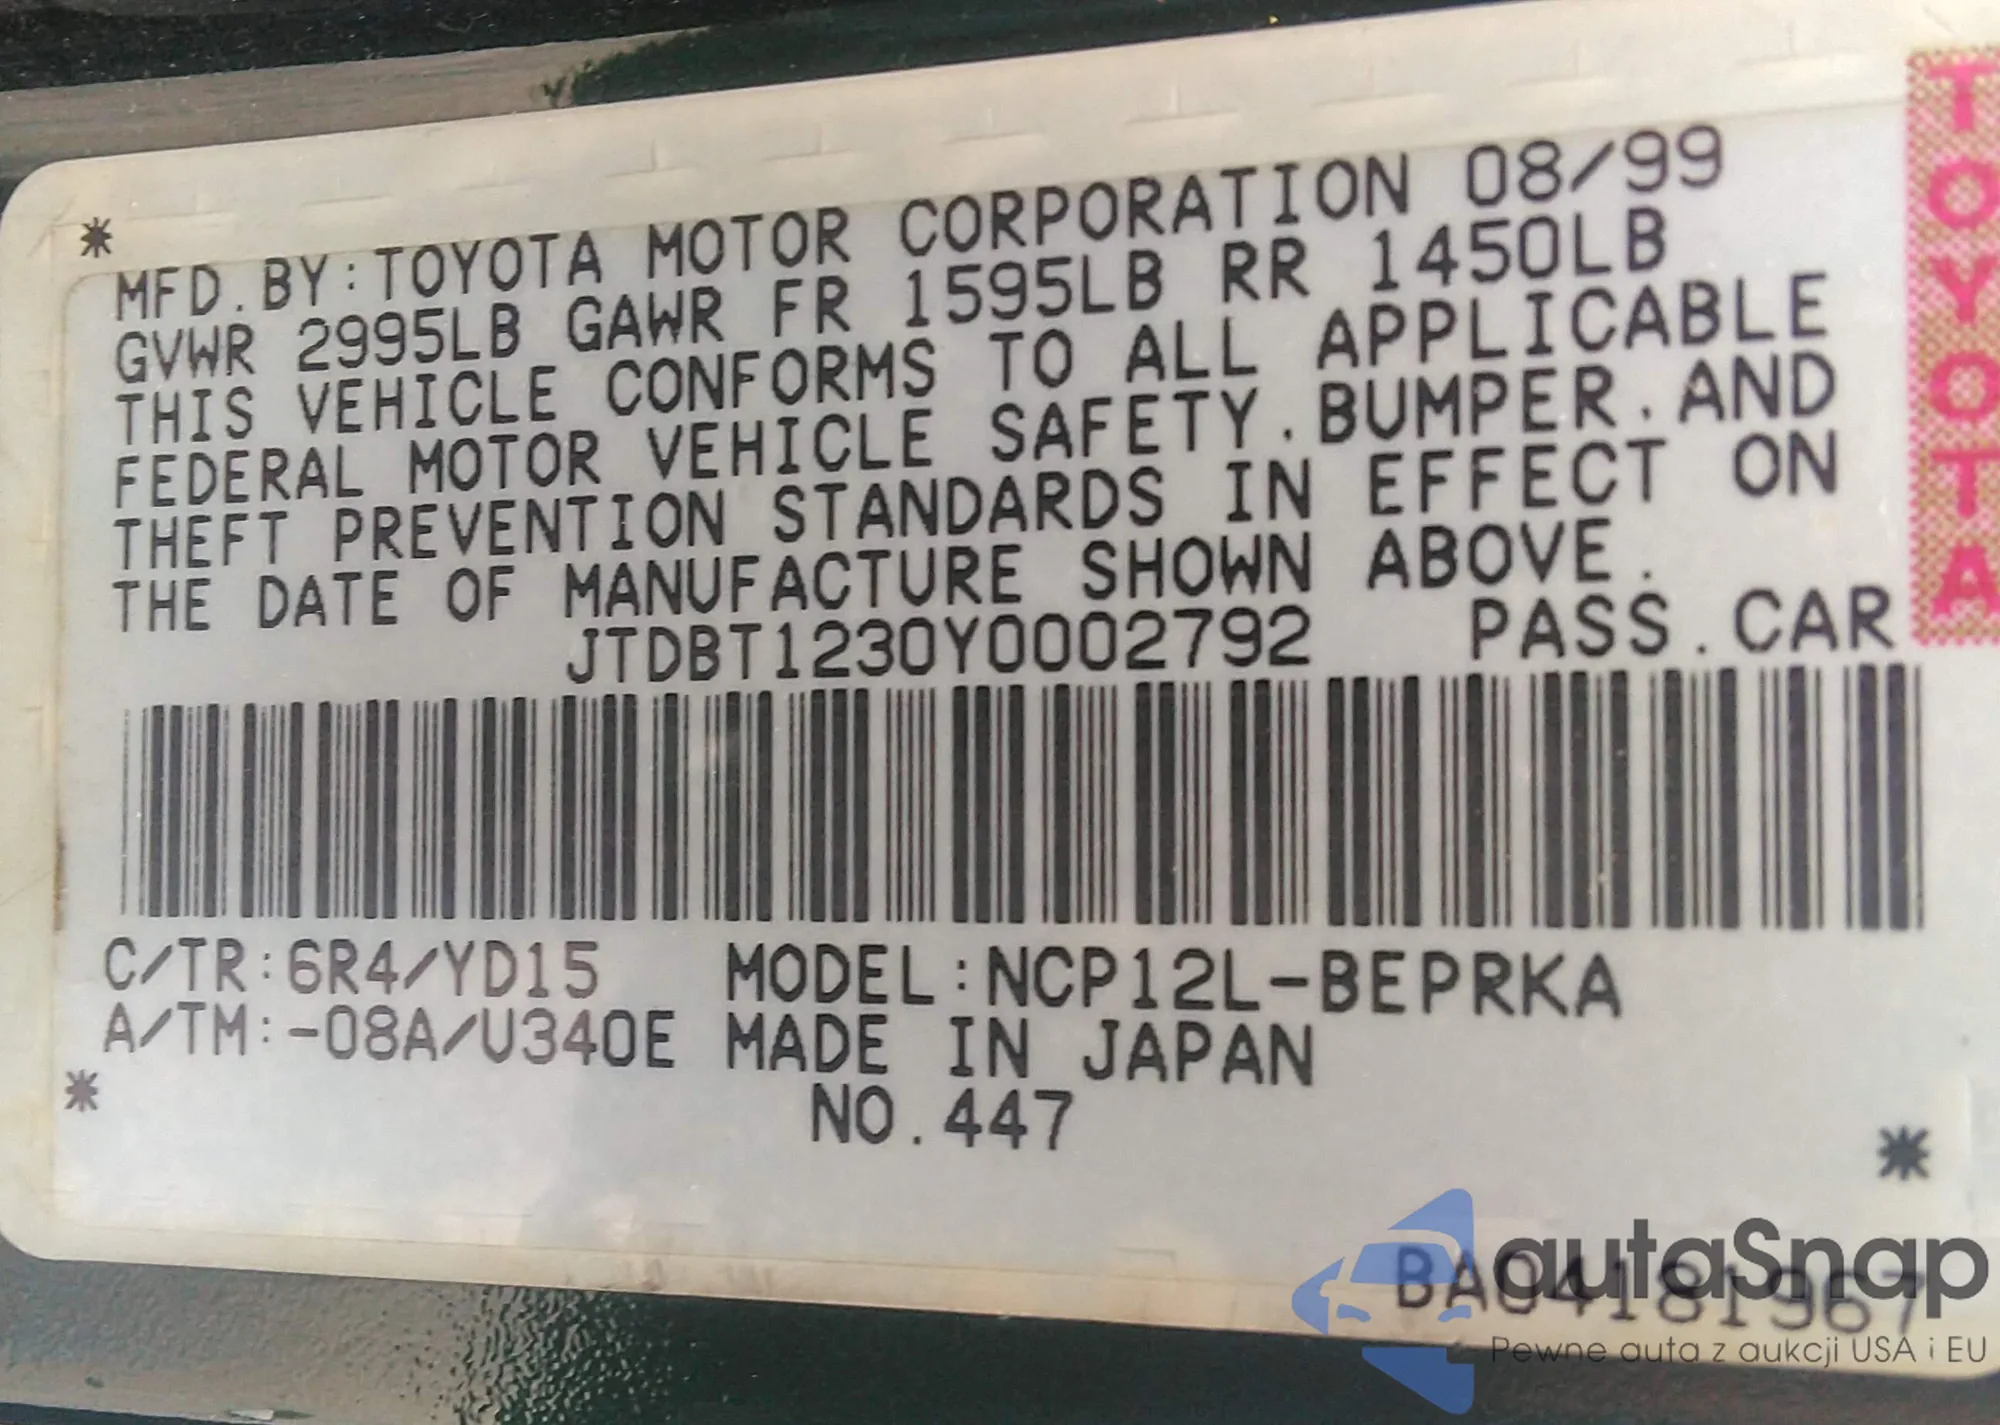 MFD.BY:TOYOTA MOTOR CORPORATION 08/99
GVWR 2995LB GAWR FR 1595LB RR 1450LB
THIS VEHICLE CONFORMS TO ALL APPLICABLE
FEDERAL MOTOR VEHICLE SAFETY.BUMPER.AND
THEFT PREVENTION STANDARDS IN EFFECT ON
THE DATE OF MANUFACTURE SHOWN ABOVE.
JTDBT1230Y0002792 PASS.CAR
C/TR:6R4/YD15 MODEL:NCP12L-BEPRKA
A/TM:-08A/U340E MADE IN JAPAN
NO.447
TOYOTA
BA04181967
autaSnap
Pewne auta z aukcji USA i EU